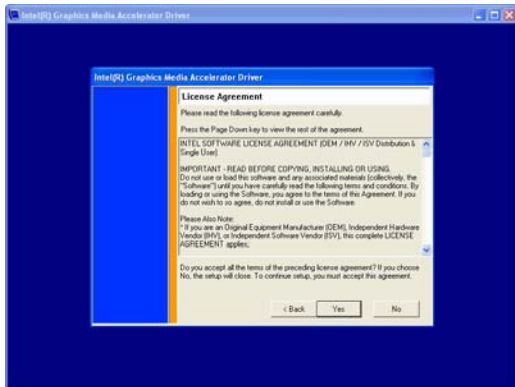 Intel(R) Graphics Media Accelerator Driver
Intel(R) Graphics Media Accelerator Driver
License Agreement
Please read the following license agreement carefully.
Press the Page Down key to view the rest of the agreement.
INTEL SOFTWARE LICENSE AGREEMENT (OEM / IHV / ISV Distribution &
Single User)
IMPORTANT - READ BEFORE COPYING, INSTALLING OR USING.
Do not use or load this software and any associated materials (collectively, the
"Software") until you have carefully read the following terms and conditions. By
loading or using the Software, you agree to the terms of this Agreement. If you
do not wish to so agree, do not install or use the Software.
Please Also Note:
* If you are an Original Equipment Manufacturer (OEM), Independent Hardware
Vendor (IHV), or Independent Software Vendor (ISV), this complete LICENSE
AGREEMENT applies;
Do you accept all the terms of the preceding license agreement? If you choose
No, the setup will close. To continue setup, you must accept this agreement.
< Back Yes No